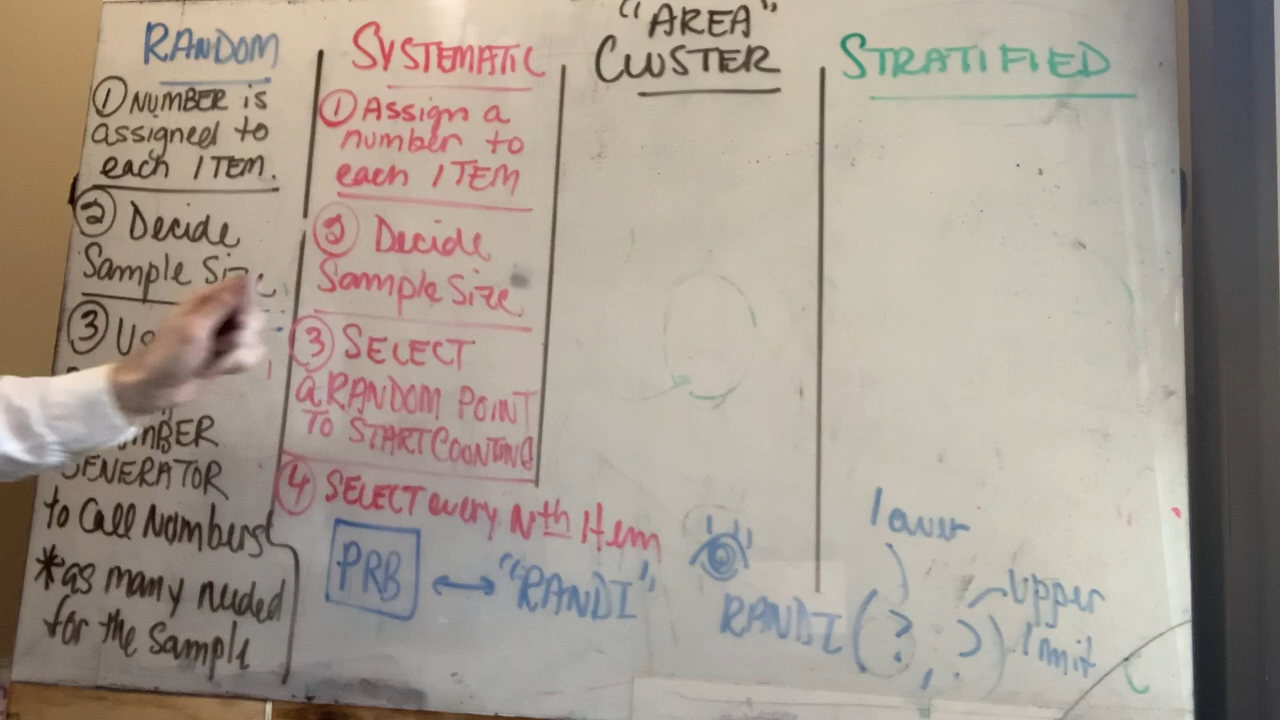 RANDOM
① NUMBER is
assigned to
each ITEM.
② Decide
Sample Size
③
NUMBER
GENERATOR
to Call Numbers
*as many needed
for the sample
SYSTEMATIC
① Assign a
number to
each ITEM
② Decide
Sample Size
③ SELECT
a RANDOM POINT
TO START COUNTING
④ SELECT every Nth Item
PRB ↔ "RANDI"
"AREA"
CLUSTER
STRATIFIED
lower
upper
limit
RANDI (?, ?)